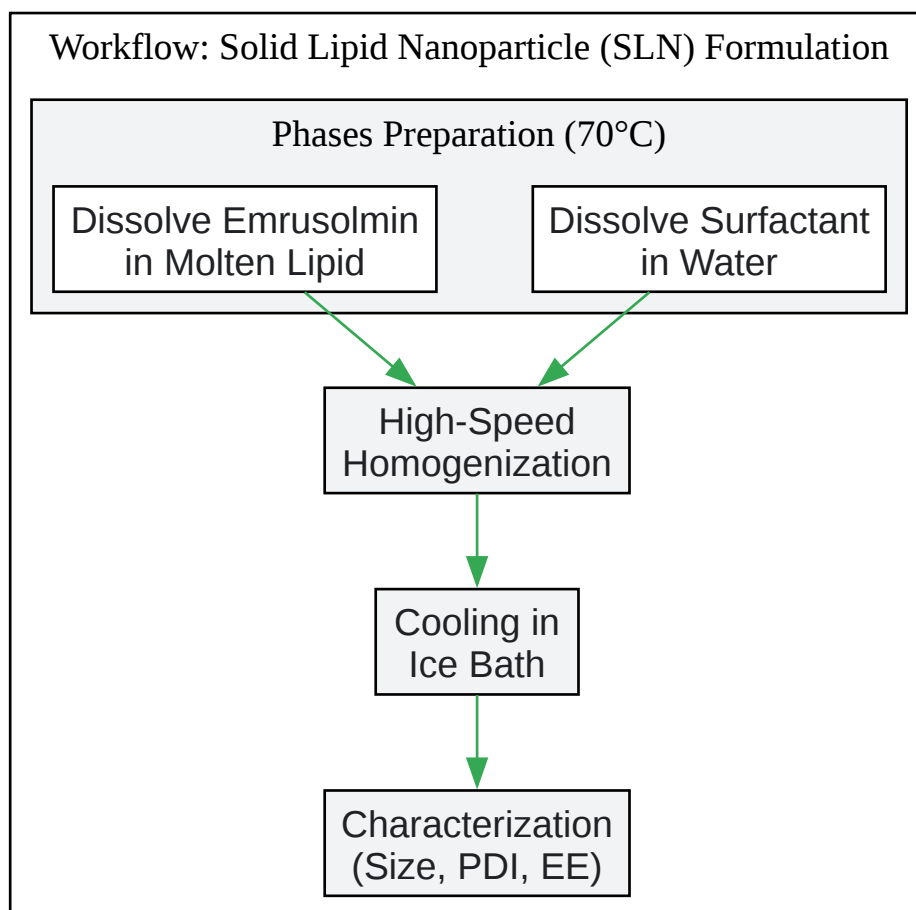 Workflow: Solid Lipid Nanoparticle (SLN) Formulation
Phases Preparation (70°C)
Dissolve Emrusolmin
in Molten Lipid
Dissolve Surfactant
in Water
High-Speed
Homogenization
Cooling in
Ice Bath
Characterization
(Size, PDI, EE)